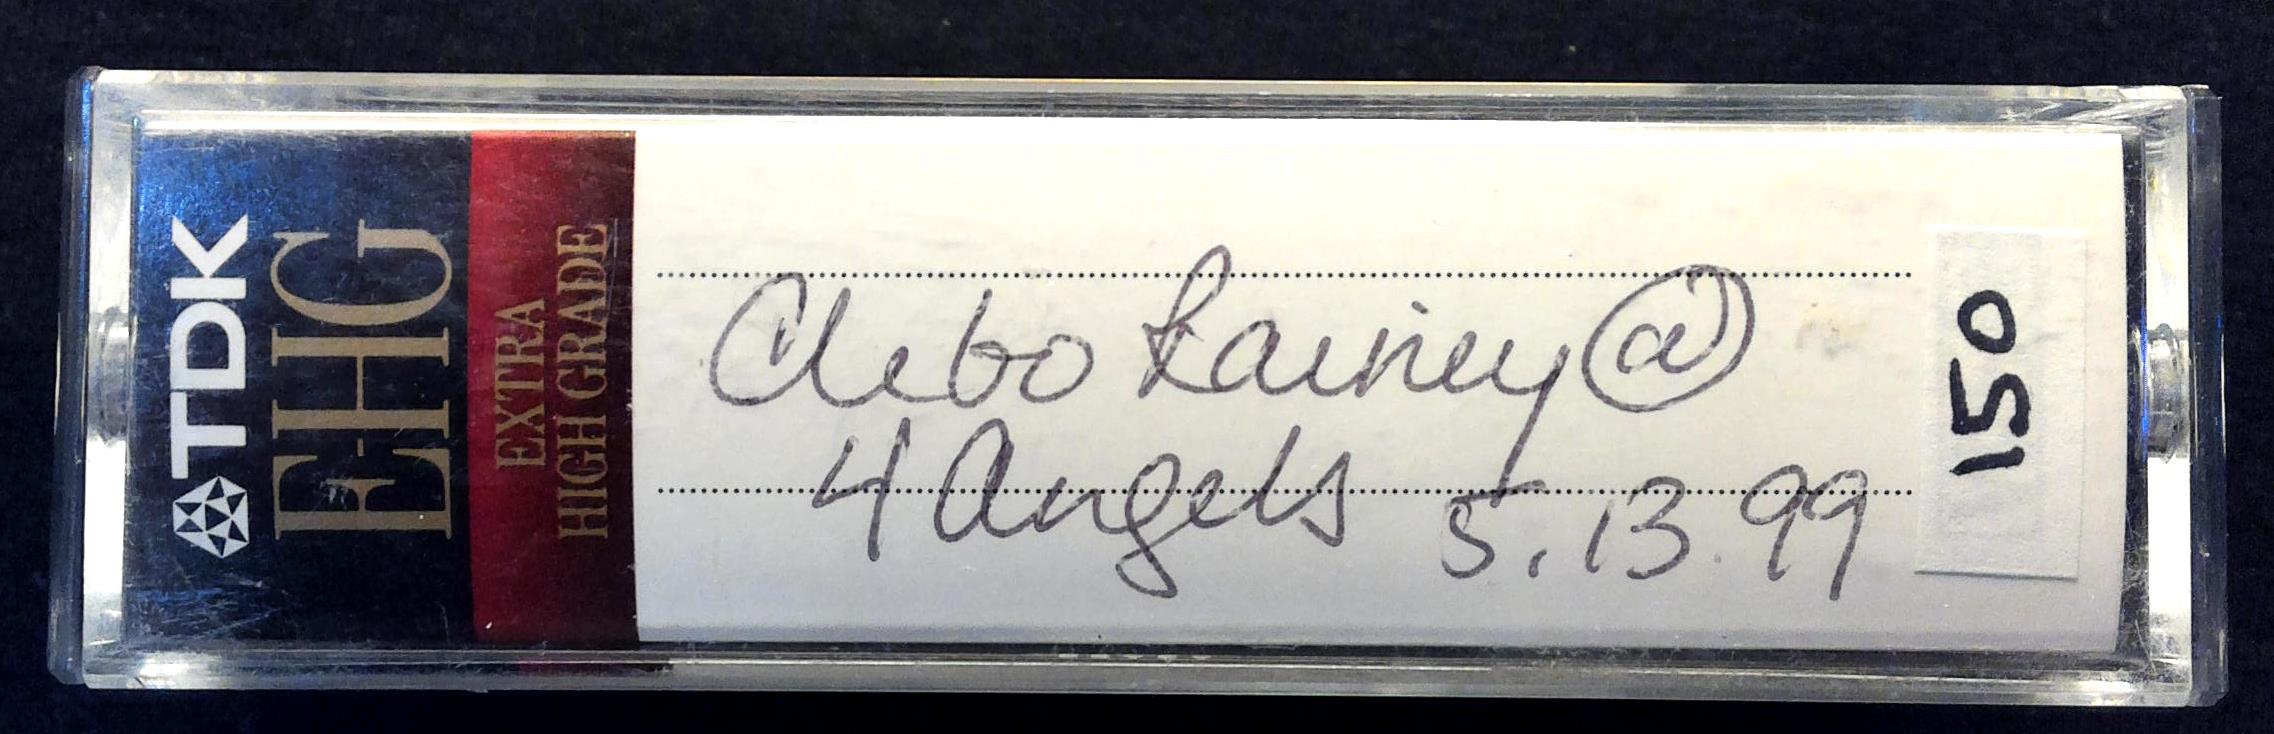 TDK
EHG
EXTRA
HIGH GRADE
Clebo Rainey @
4 Angels 5.13.99
150